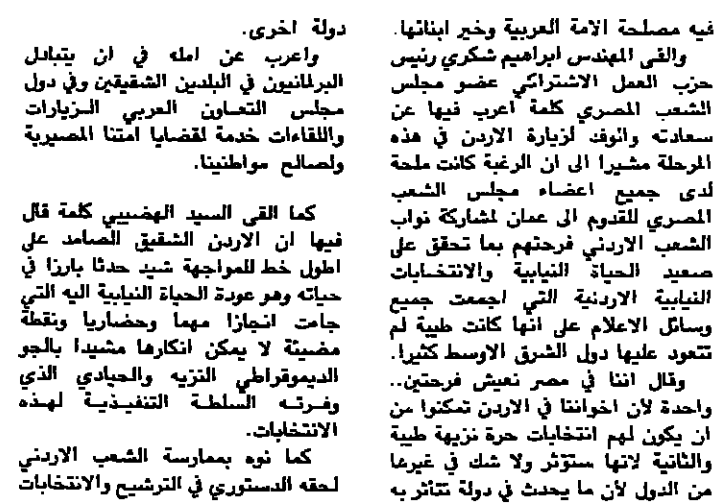 فيه مصلحة الامة العربية وخير ابنائها.
والقى المهندس ابراهيم شكري رئيس
حزب العمل الاشتراكي عضو مجلس
الشعب المصري كلمة اعرب فيها عن
سعادته والوفد لزيارة الاردن في هذه
المرحلة مشيرا الى ان الرغبة كانت ملحة
لدى جميع اعضاء مجلس الشعب
المصري للقدوم الى عمان لمشاركة نواب
الشعب الاردني فرحتهم بما تحقق على
صعيد الحياة النيابية والانتخابات
النيابية الاردنية التي اجمعت جميع
وسائل الاعلام على انها كانت طيبة لم
تتعود عليها دول الشرق الاوسط كثيرا.
وقال اننا في مصر نعيش فرحتين..
واحدة لأن اخواننا في الاردن تمكنوا من
ان يكون لهم انتخابات حرة نزيهة طيبة
والثانية لانها ستؤثر ولا شك في غيرها
من الدول لأن ما يحدث في دولة تتأثر به
دولة اخرى.
واعرب عن امله في ان يتبادل
البرلمانيون في البلدين الشقيقين وفي دول
مجلس التعاون العربي الزيارات
واللقاءات خدمة لقضايا امتنا المصيرية
ولصالح مواطنينا.
كما القى السيد الهضيبي كلمة قال
فيها ان الاردن الشقيق الصامد على
اطول خط للمواجهة شهد حدثا بارزا في
حياته وهو عودة الحياة النيابية اليه التي
جاءت انجازا مهما وحضاريا ونقطة
مضيئة لا يمكن انكارها مشيدا بالجو
الديموقراطي النزيه والحيادي الذي
وفرته السلطة التنفيذية لهذه
الانتخابات.
كما نوه بممارسة الشعب الاردني
لحقه الدستوري في الترشيح والانتخابات